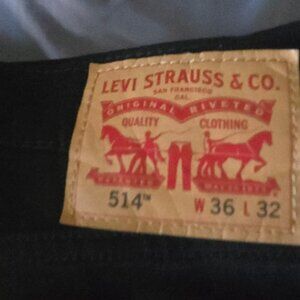 LEVI STRAUSS & CO.
SAN FRANCISCO
CAL.
ORIGINAL RIVETED
QUALITY CLOTHING
514™ W 36 L 32